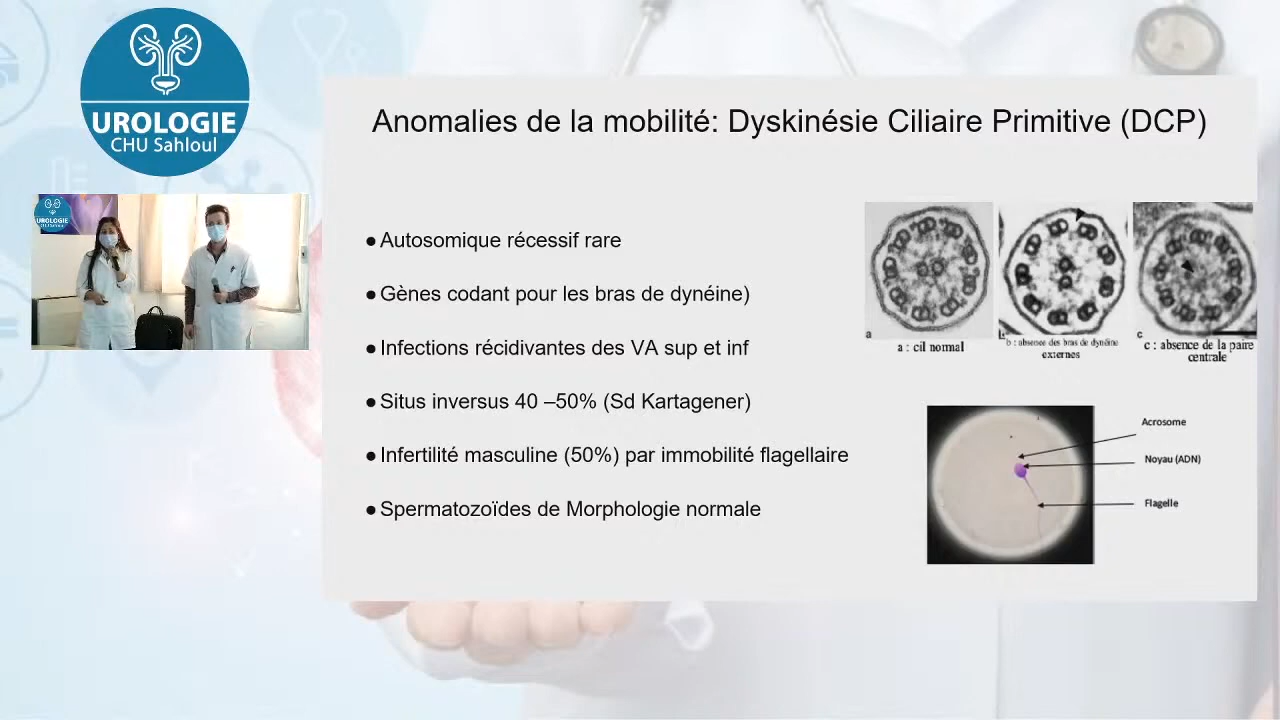 UROLOGIE
CHU Sahloul
UROLOGIE
CHU Sahloul
Anomalies de la mobilité: Dyskinésie Ciliaire Primitive (DCP)
● Autosomique récessif rare
● Gènes codant pour les bras de dynéine)
● Infections récidivantes des VA sup et inf
● Situs inversus 40 –50% (Sd Kartagener)
● Infertilité masculine (50%) par immobilité flagellaire
● Spermatozoïdes de Morphologie normale
a
b
c
a : cil normal
b : absence des bras de dynéine
externes
c : absence de la paire
centrale
Acrosome
Noyau (ADN)
Flagelle